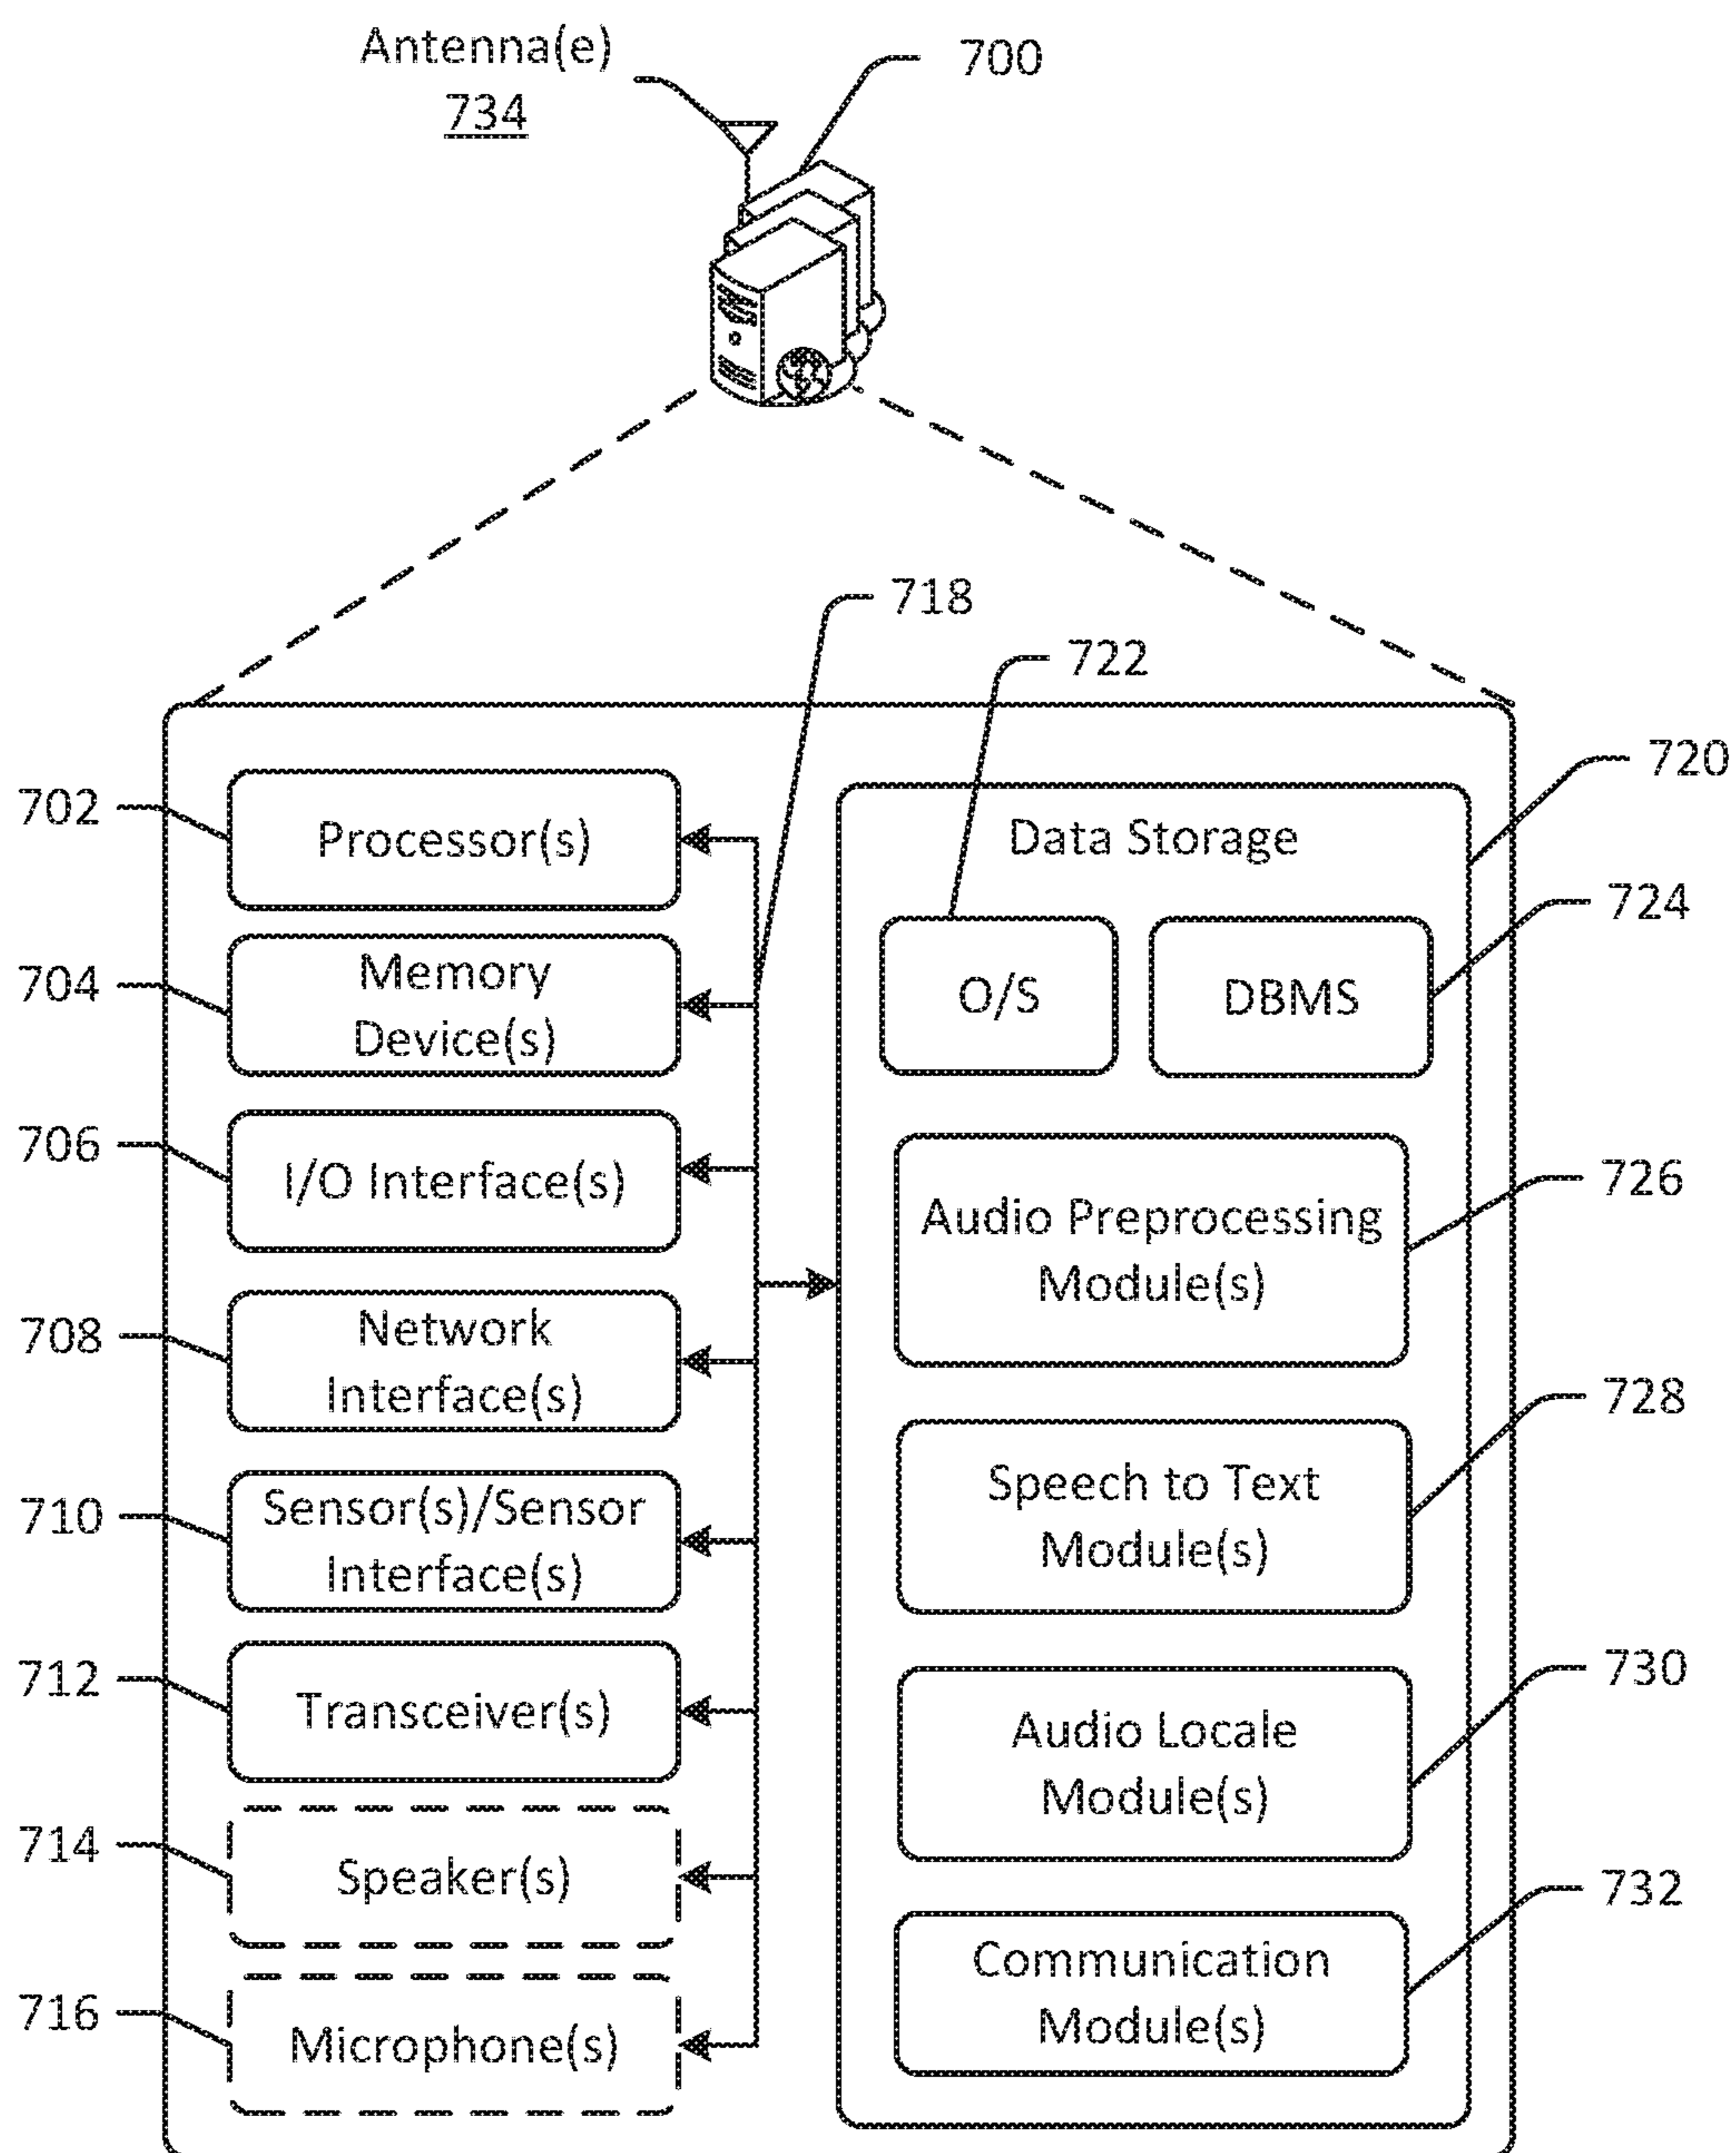 Antenna(e)
734
700
718
722
720
702
Processor(s)
Data Storage
724
704
Memory
Device(s)
O/S
DBMS
706
I/O Interface(s)
726
Audio Preprocessing
Module(s)
708
Network
Interface(s)
728
Speech to Text
Module(s)
710
Sensor(s)/Sensor
Interface(s)
730
712
Transceiver(s)
Audio Locale
Module(s)
714
Speaker(s)
732
Communication
Module(s)
716
Microphone(s)